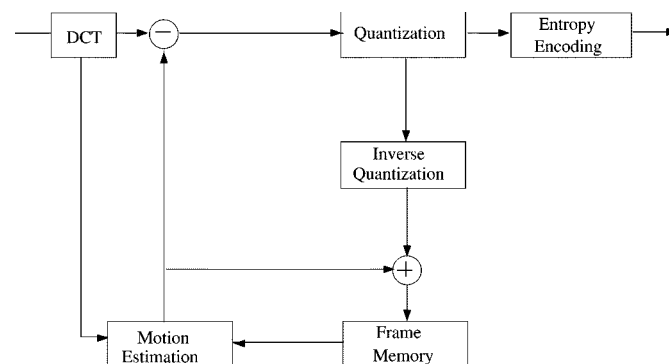 DCT
−
Quantization
Entropy
Encoding
Inverse
Quantization
+
Motion
Estimation
Frame
Memory